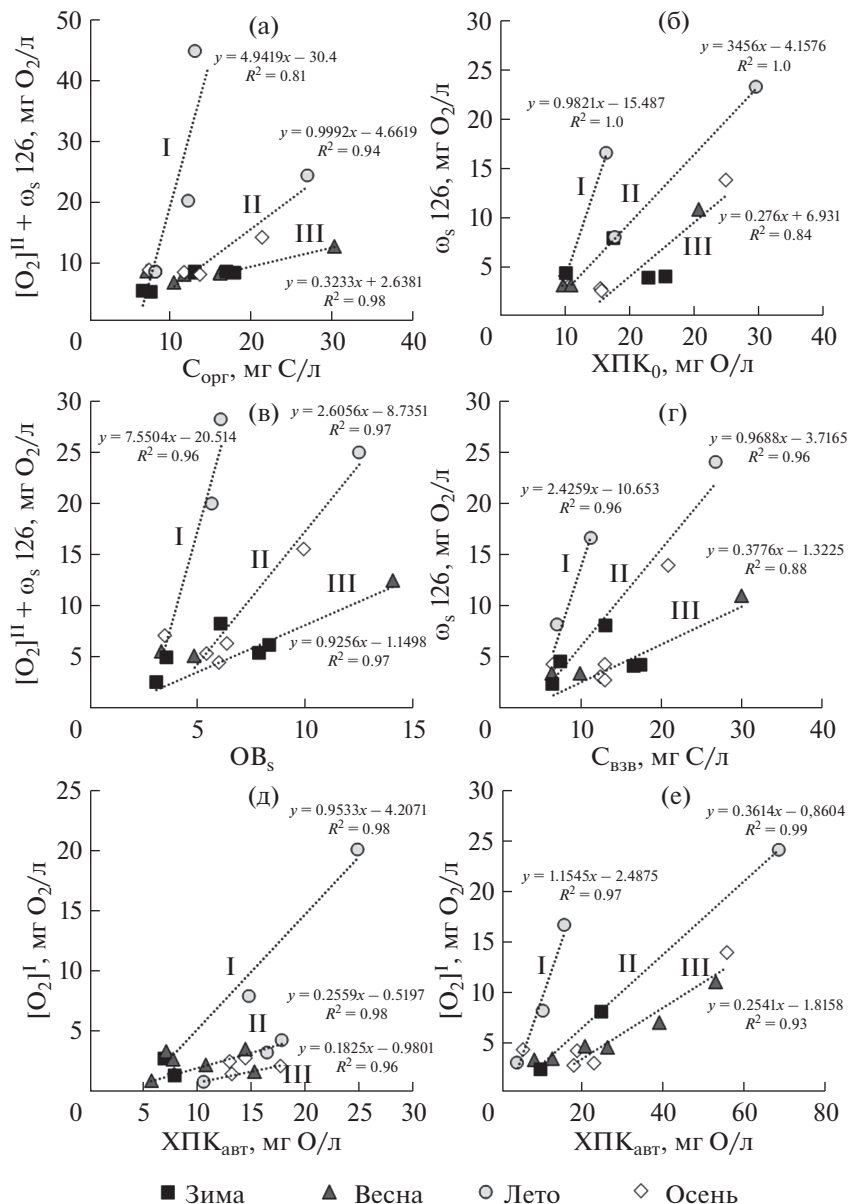 (а)
[O₂]ᴵᴵ + ωₛ 126, мг O₂/л
50
40
30
20
10
0
10
20
30
40
y = 4.9419x − 30.4
R² = 0.81
y = 0.9992x − 4.6619
R² = 0.94
y = 0.3233x + 2.6381
R² = 0.98
I
II
III
Cорг, мг С/л
(б)
ωₛ 126, мг O₂/л
30
25
20
15
10
5
0
10
20
30
40
y = 3456x − 4.1576
R² = 1.0
y = 0.9821x − 15.487
R² = 1.0
y = 0.276x + 6.931
R² = 0.84
I
II
III
ХПК₀, мг О/л
(в)
[O₂]ᴵᴵ + ωₛ 126, мг O₂/л
30
25
20
15
10
5
0
5
10
15
y = 7.5504x − 20.514
R² = 0.96
y = 2.6056x − 8.7351
R² = 0.97
y = 0.9256x − 1.1498
R² = 0.97
I
II
III
ОВₛ
(г)
ωₛ 126, мг O₂/л
30
25
20
15
10
5
0
10
20
30
40
y = 0.9688x − 3.7165
R² = 0.96
y = 2.4259x − 10.653
R² = 0.96
y = 0.3776x − 1.3225
R² = 0.88
I
II
III
Cвзв, мг С/л
(д)
[O₂]ᴵ, мг O₂/л
25
20
15
10
5
0
5
10
15
20
25
30
y = 0.9533x − 4.2071
R² = 0.98
y = 0.2559x − 0.5197
R² = 0.98
y = 0.1825x − 0.9801
R² = 0.96
I
II
III
ХПКавт, мг О/л
(е)
[O₂]ᴵ, мг O₂/л
30
25
20
15
10
5
0
20
40
60
80
y = 0.3614x − 0,8604
R² = 0.99
y = 1.1545x − 2.4875
R² = 0.97
y = 0.2541x − 1.8158
R² = 0.93
I
II
III
ХПКавт, мг О/л
Зима Весна Лето Осень